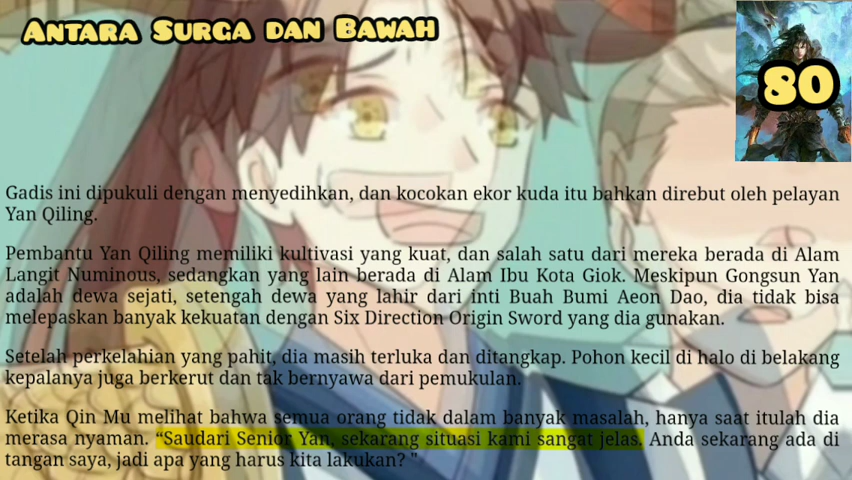 Antara Surga dan Bawah
80
Gadis ini dipukuli dengan menyedihkan, dan kocokan ekor kuda itu bahkan direbut oleh pelayan
Yan Qiling.
Pembantu Yan Qiling memiliki kultivasi yang kuat, dan salah satu dari mereka berada di Alam
Langit Numinous, sedangkan yang lain berada di Alam Ibu Kota Giok. Meskipun Gongsun Yan
adalah dewa sejati, setengah dewa yang lahir dari inti Buah Bumi Aeon Dao, dia tidak bisa
melepaskan banyak kekuatan dengan Six Direction Origin Sword yang dia gunakan.
Setelah perkelahian yang pahit, dia masih terluka dan ditangkap. Pohon kecil di halo di belakang
kepalanya juga berkerut dan tak bernyawa dari pemukulan.
Ketika Qin Mu melihat bahwa semua orang tidak dalam banyak masalah, hanya saat itulah dia
merasa nyaman. “Saudari Senior Yan, sekarang situasi kami sangat jelas. Anda sekarang ada di
tangan saya, jadi apa yang harus kita lakukan? "